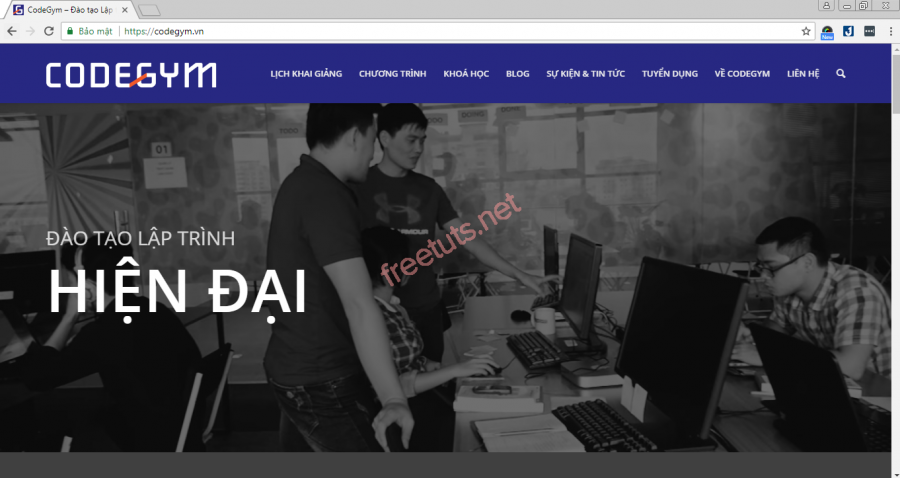 CodeGym – Đào tạo Lập
Bảo mật
https://codegym.vn
New
CODEGYM
LỊCH KHAI GIẢNG
CHƯƠNG TRÌNH
KHOÁ HỌC
BLOG
SỰ KIỆN & TIN TỨC
TUYỂN DỤNG
VỀ CODEGYM
LIÊN HỆ
01
ĐÀO TẠO LẬP TRÌNH
HIỆN ĐẠI
freetuts.net